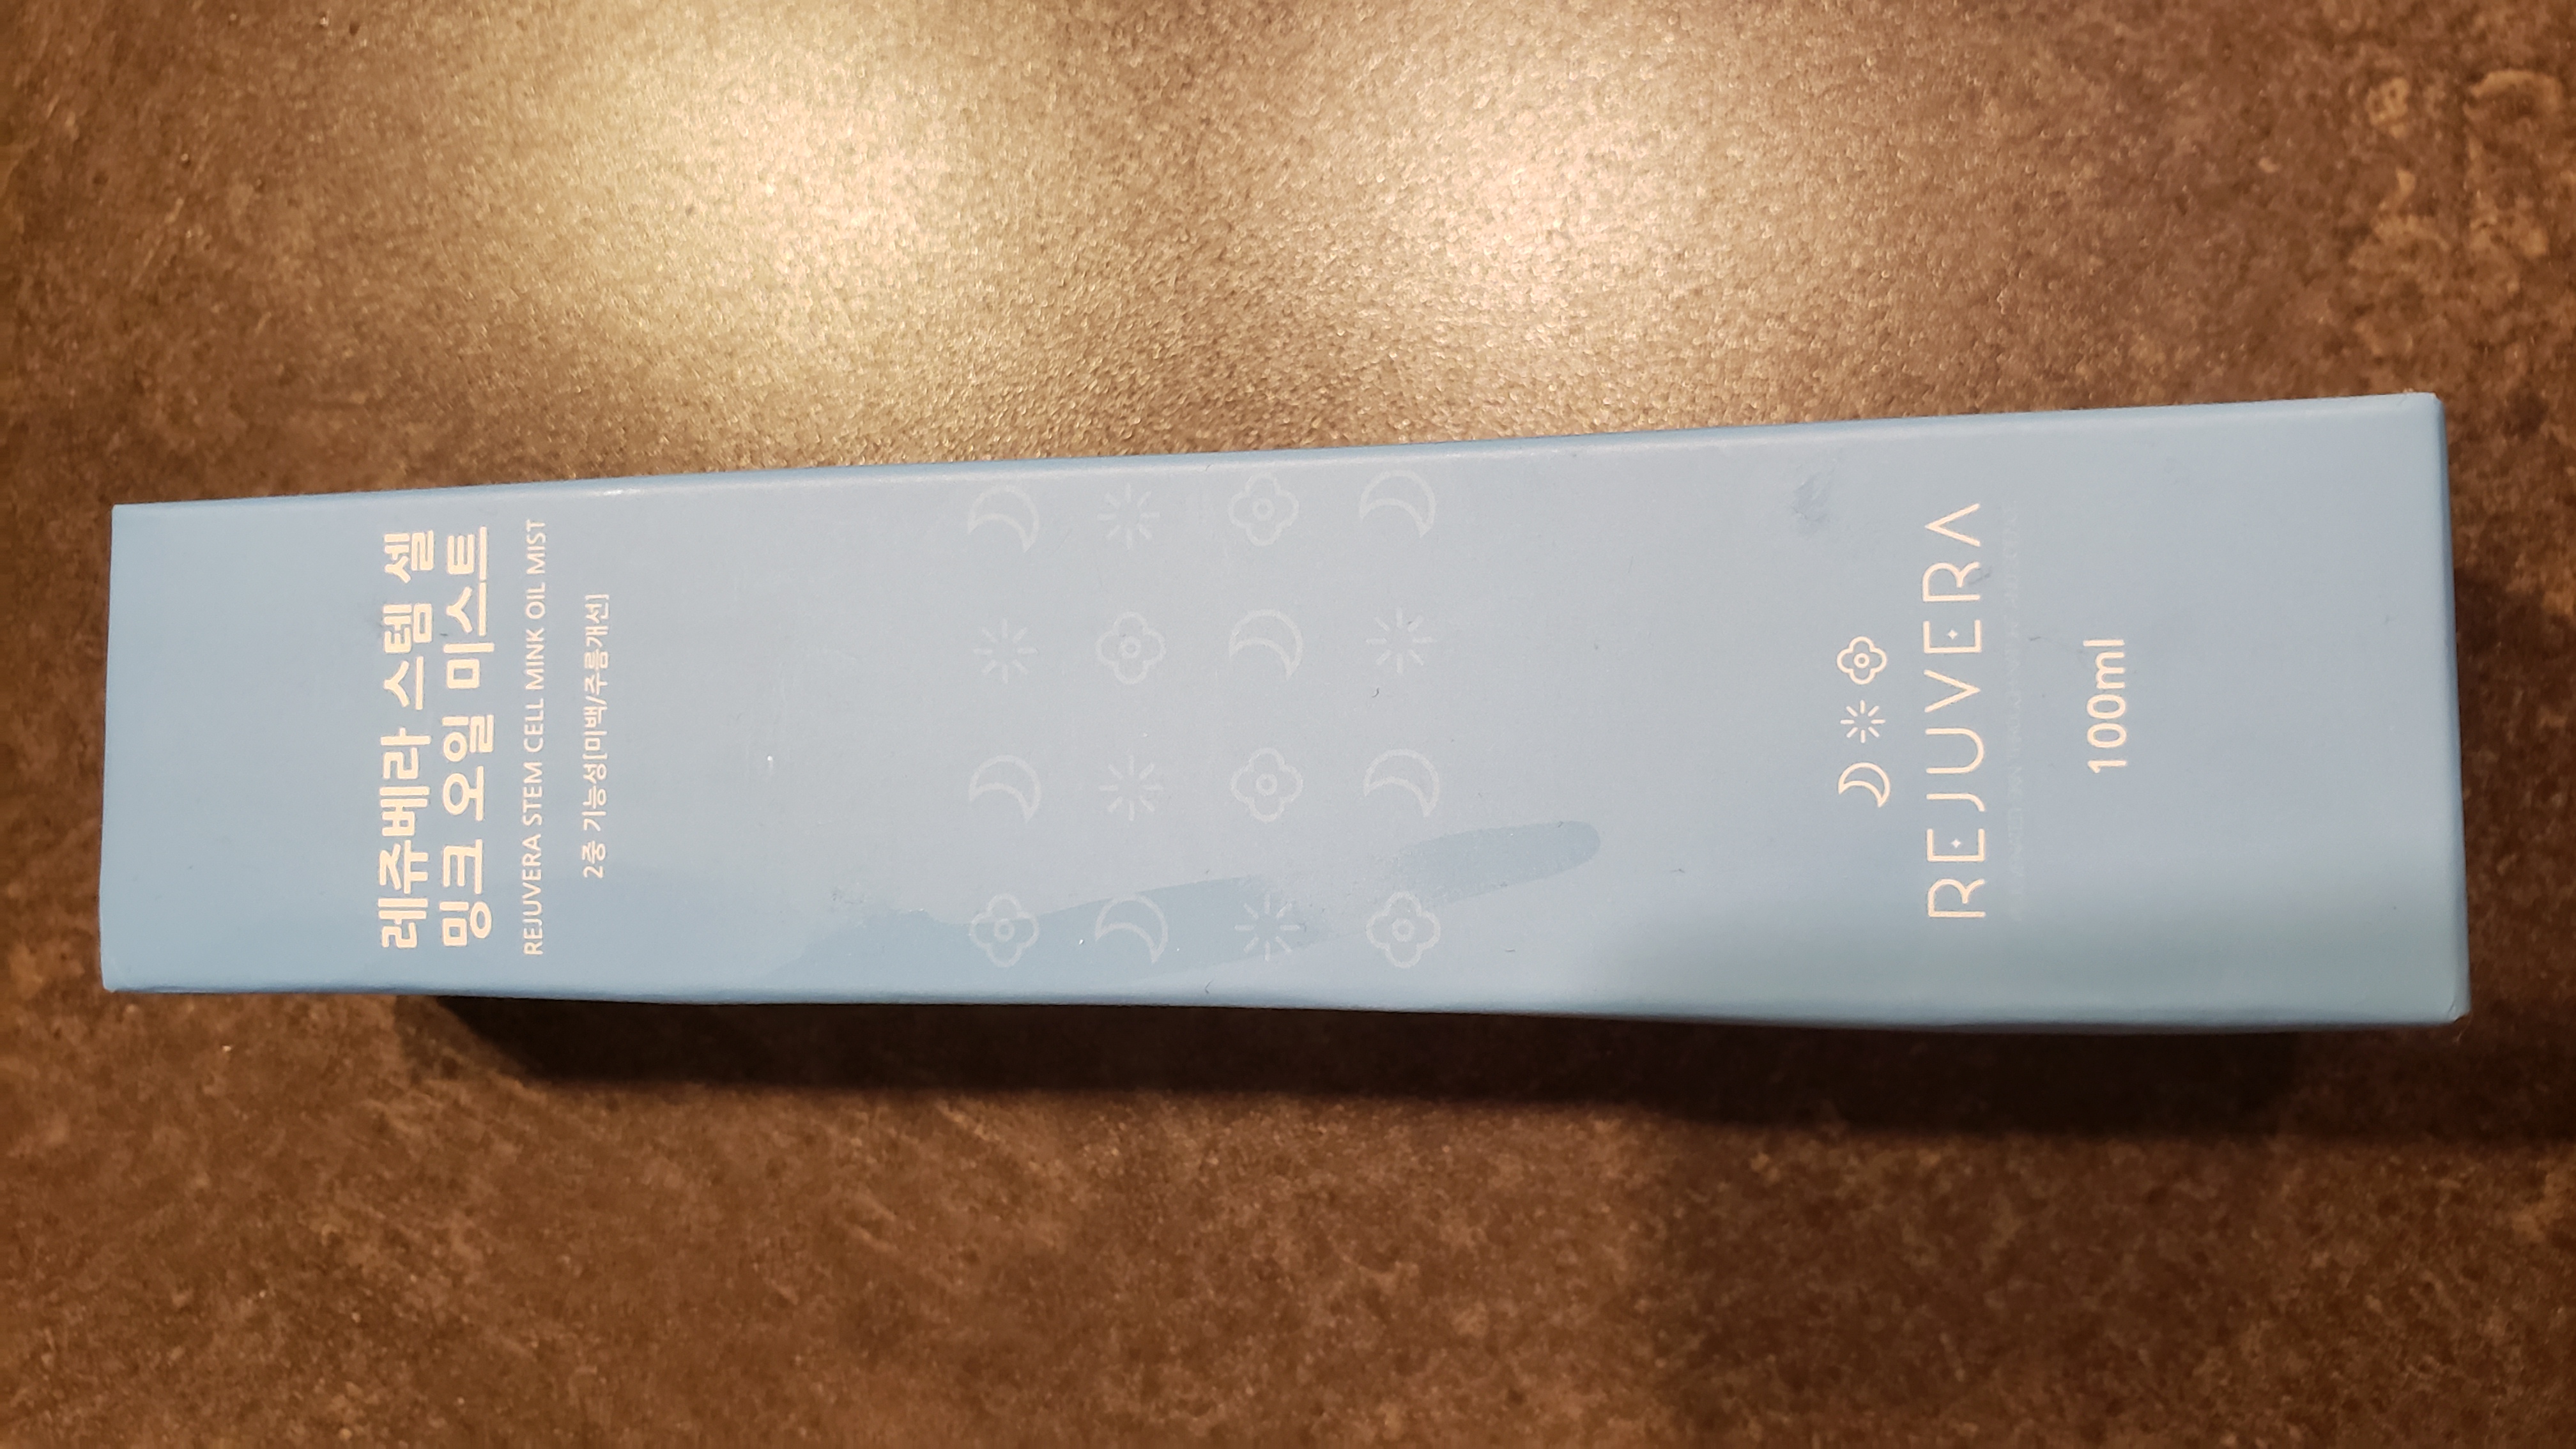 레쥬베라 스템 셀
밍크 오일 미스트
REJUVERA STEM CELL MINK OIL MIST
2중 기능성[미백/주름개선]
REJUVERA
100ml